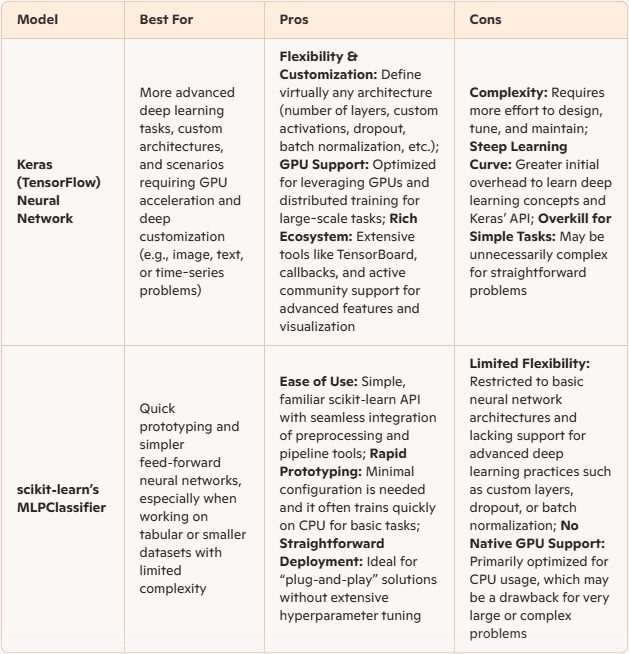 Model
Best For
Pros
Cons
Keras
(TensorFlow)
Neural
Network
More advanced
deep learning
tasks, custom
architectures,
and scenarios
requiring GPU
acceleration and
deep
customization
(e.g., image, text,
or time-series
problems)
Flexibility &
Customization: Define
virtually any architecture
(number of layers, custom
activations, dropout,
batch normalization, etc.);
GPU Support: Optimized
for leveraging GPUs and
distributed training for
large-scale tasks; Rich
Ecosystem: Extensive
tools like TensorBoard,
callbacks, and active
community support for
advanced features and
visualization
Complexity: Requires
more effort to design,
tune, and maintain;
Steep Learning
Curve: Greater initial
overhead to learn deep
learning concepts and
Keras’ API; Overkill for
Simple Tasks: May be
unnecessarily complex
for straightforward
problems
scikit-learn’s
MLPClassifier
Quick
prototyping and
simpler
feed-forward
neural networks,
especially when
working on
tabular or smaller
datasets with
limited
complexity
Ease of Use: Simple,
familiar scikit-learn API
with seamless integration
of preprocessing and
pipeline tools; Rapid
Prototyping: Minimal
configuration is needed
and it often trains quickly
on CPU for basic tasks;
Straightforward
Deployment: Ideal for
“plug-and-play” solutions
without extensive
hyperparameter tuning
Limited Flexibility:
Restricted to basic
neural network
architectures and
lacking support for
advanced deep
learning practices such
as custom layers,
dropout, or batch
normalization; No
Native GPU Support:
Primarily optimized for
CPU usage, which may
be a drawback for very
large or complex
problems